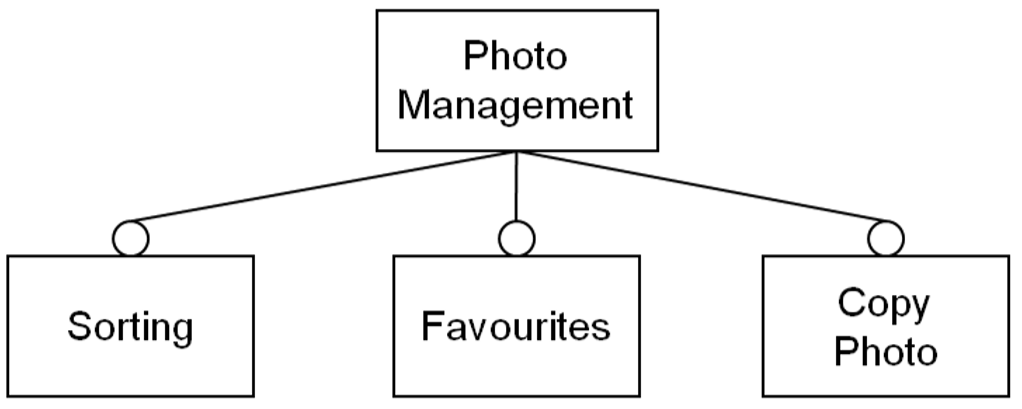 Photo
Management
Sorting
Favourites
Copy
Photo